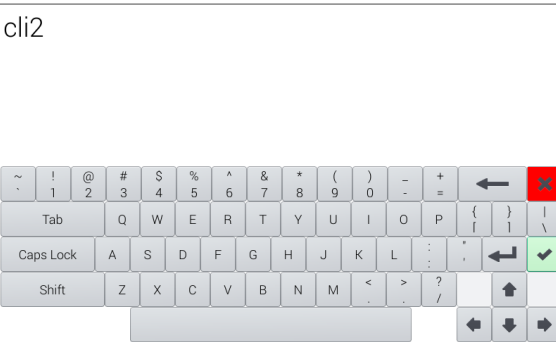 cli2
~ ! @ # $ % ^ & * ( ) _ +
` 1 2 3 4 5 6 7 8 9 0 - =
Tab Q W E R T Y U I O P { [ } ] | \
Caps Lock A S D F G H J K L : ; " '
Shift Z X C V B N M < , > . ? /